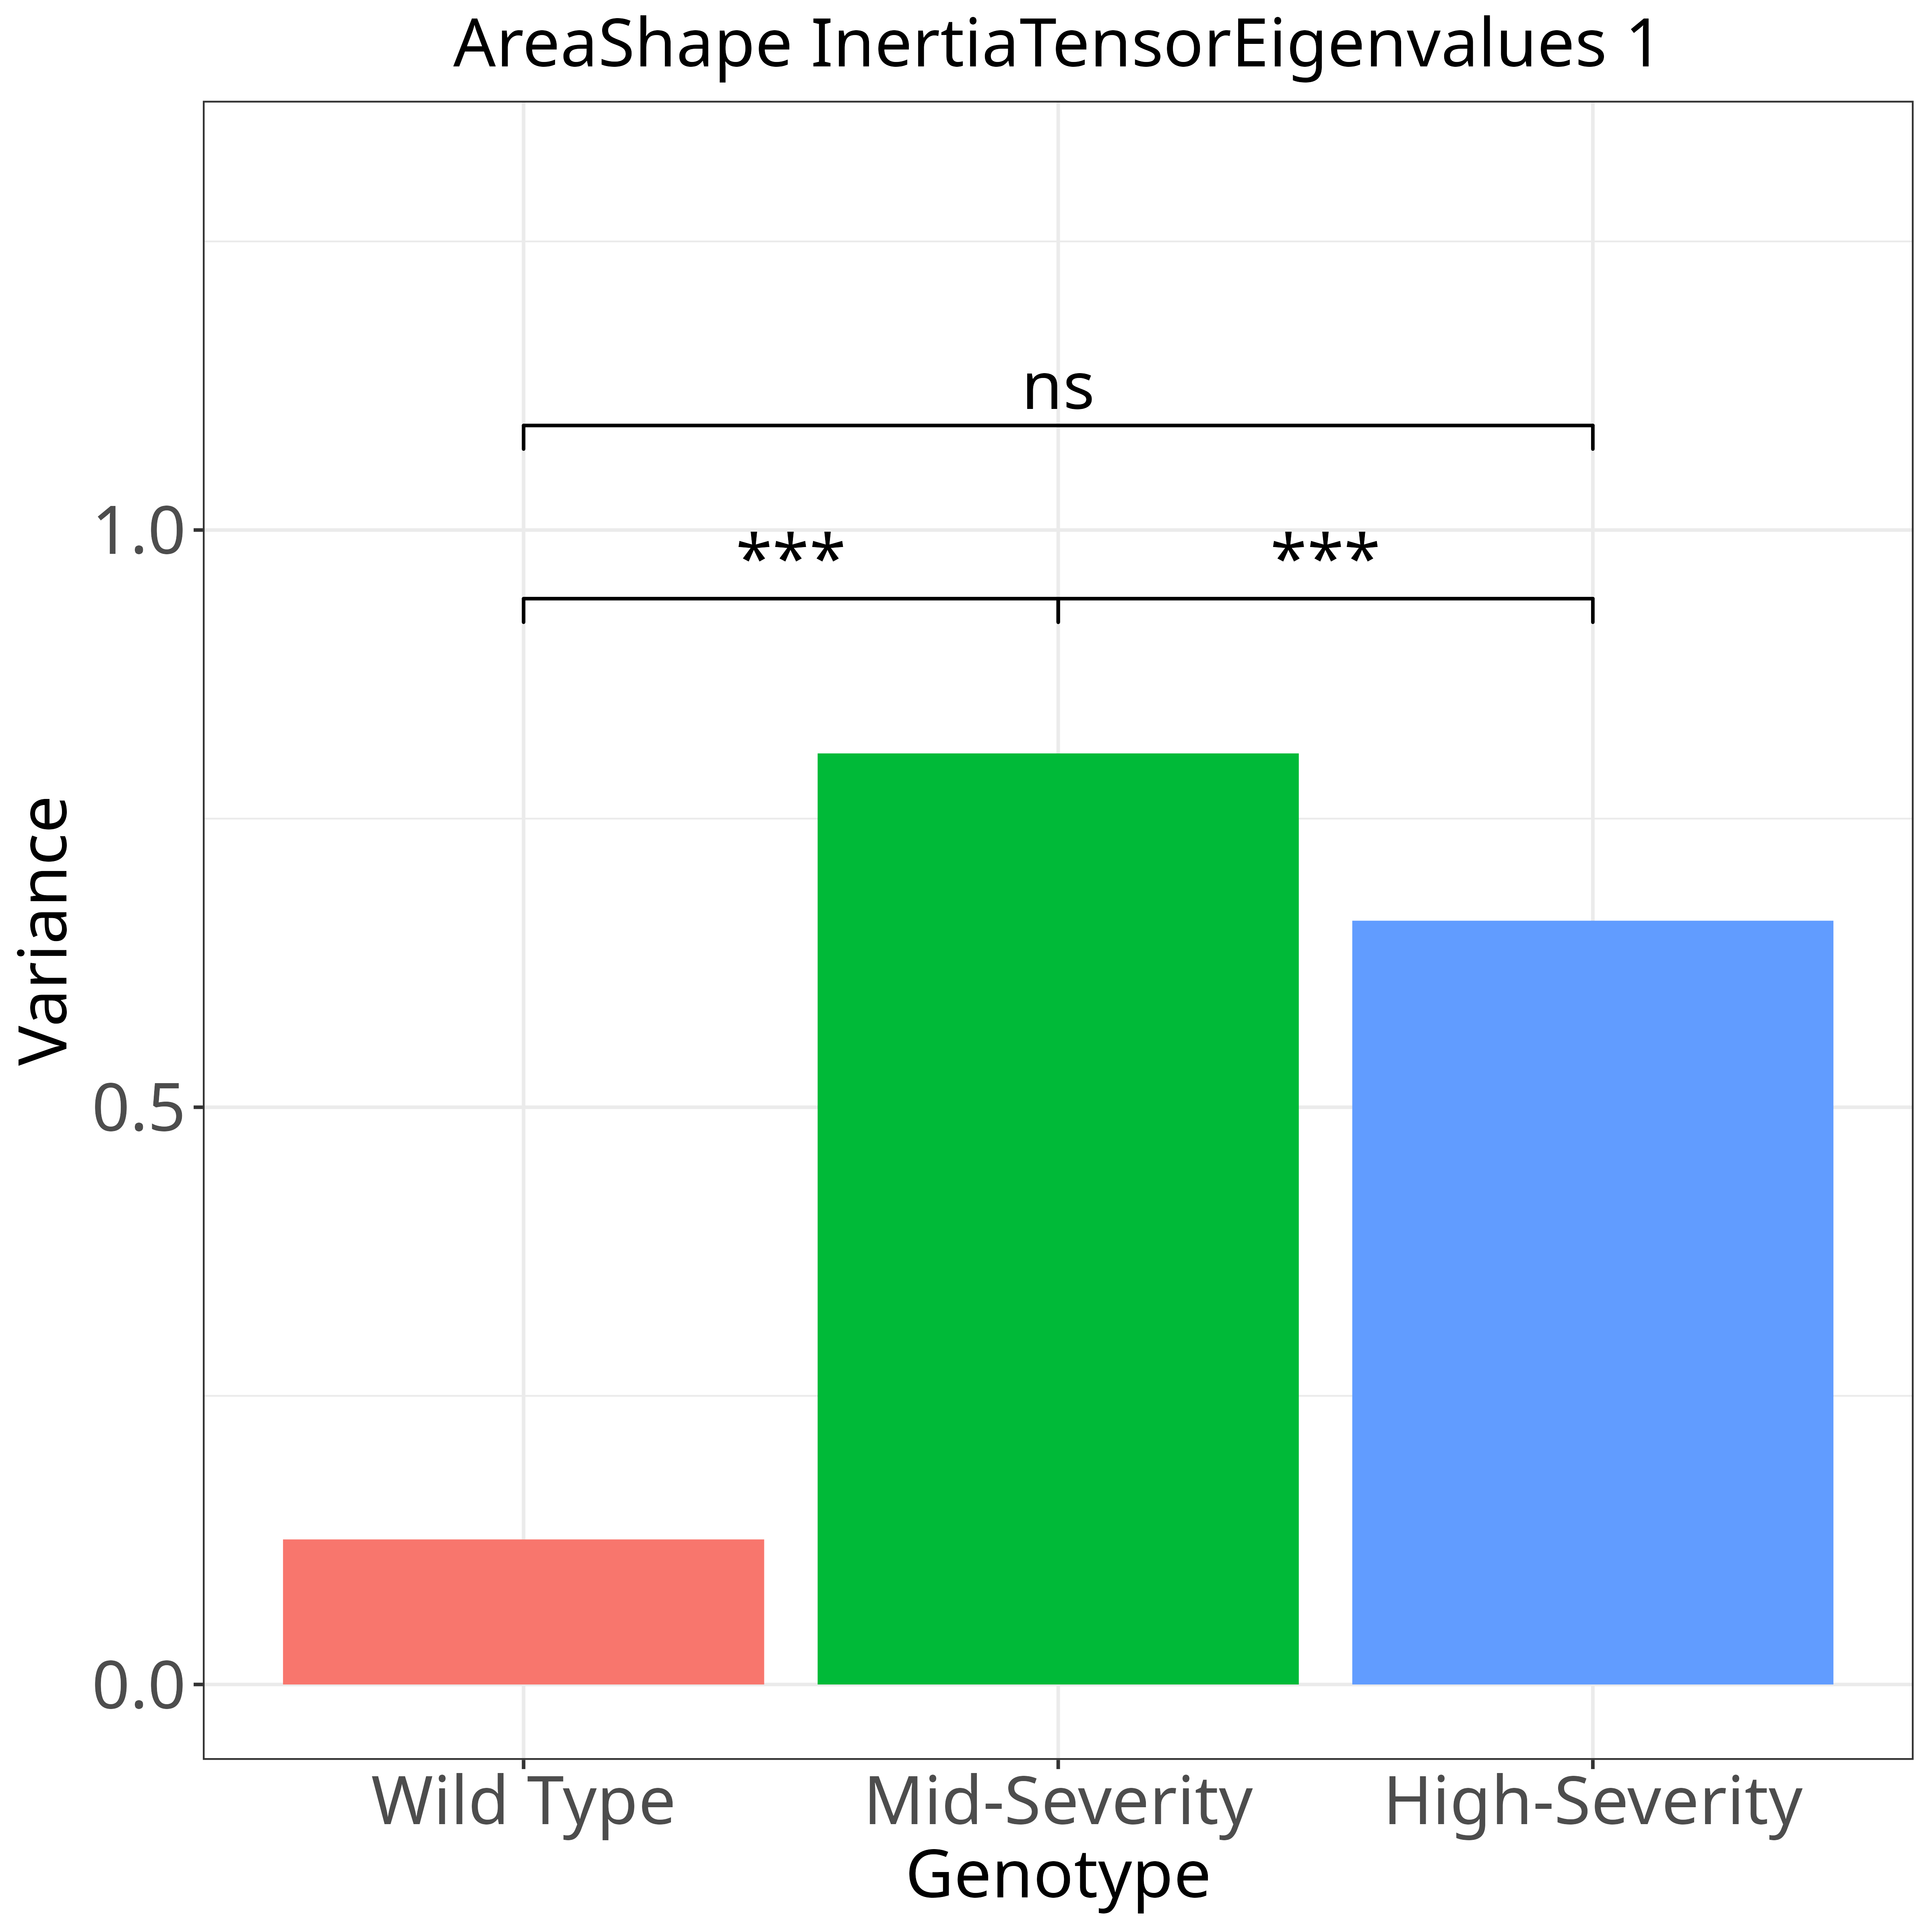 AreaShape InertiaTensorEigenvalues 1
ns
1.0
*** ***
Variance
0.5
0.0
Wild Type Mid-Severity High-Severity
Genotype